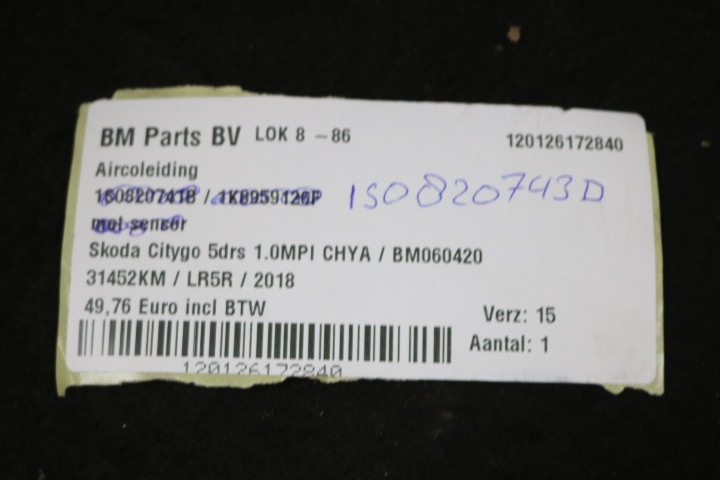 BM Parts BV LOK 8 – 86 120126172840
Aircoleiding
1S0820741B / 1K0959126P 1S0820743D
met sensor
Skoda Citygo 5drs 1.0MPI CHYA / BM060420
31452KM / LR5R / 2018
49,76 Euro incl BTW Verz: 15
Aantal: 1
120126172840